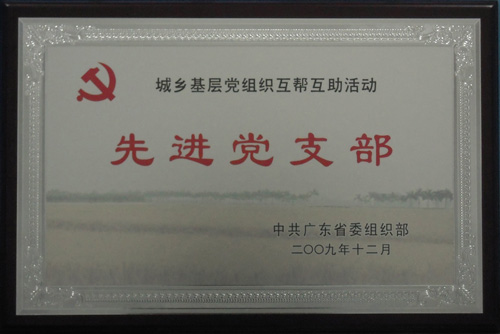 城乡基层党组织互帮互助活动
先进党支部
中共广东省委组织部
二〇〇九年十二月